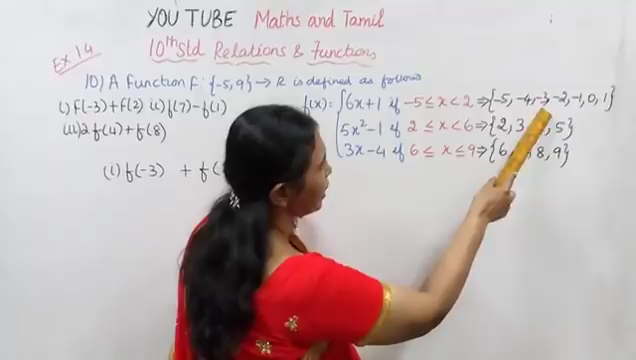 YOU TUBE Maths and Tamil
Ex 1.4
10th Std Relations & Functions
10) A Function f: {-5, 9} → R is defined as follows
i) f(-3)+f(2) ii) f(7)-f(1)
iii) 2f(4)+f(8)
f(x) = { 6x+1 if -5 ≤ x < 2 ⇒ {-5, -4, -3, -2, -1, 0, 1}
5x²-1 if 2 ≤ x < 6 ⇒ {2, 3, 5}
3x-4 if 6 ≤ x ≤ 9 ⇒ {6, 8, 9}
(i) f(-3) + f(